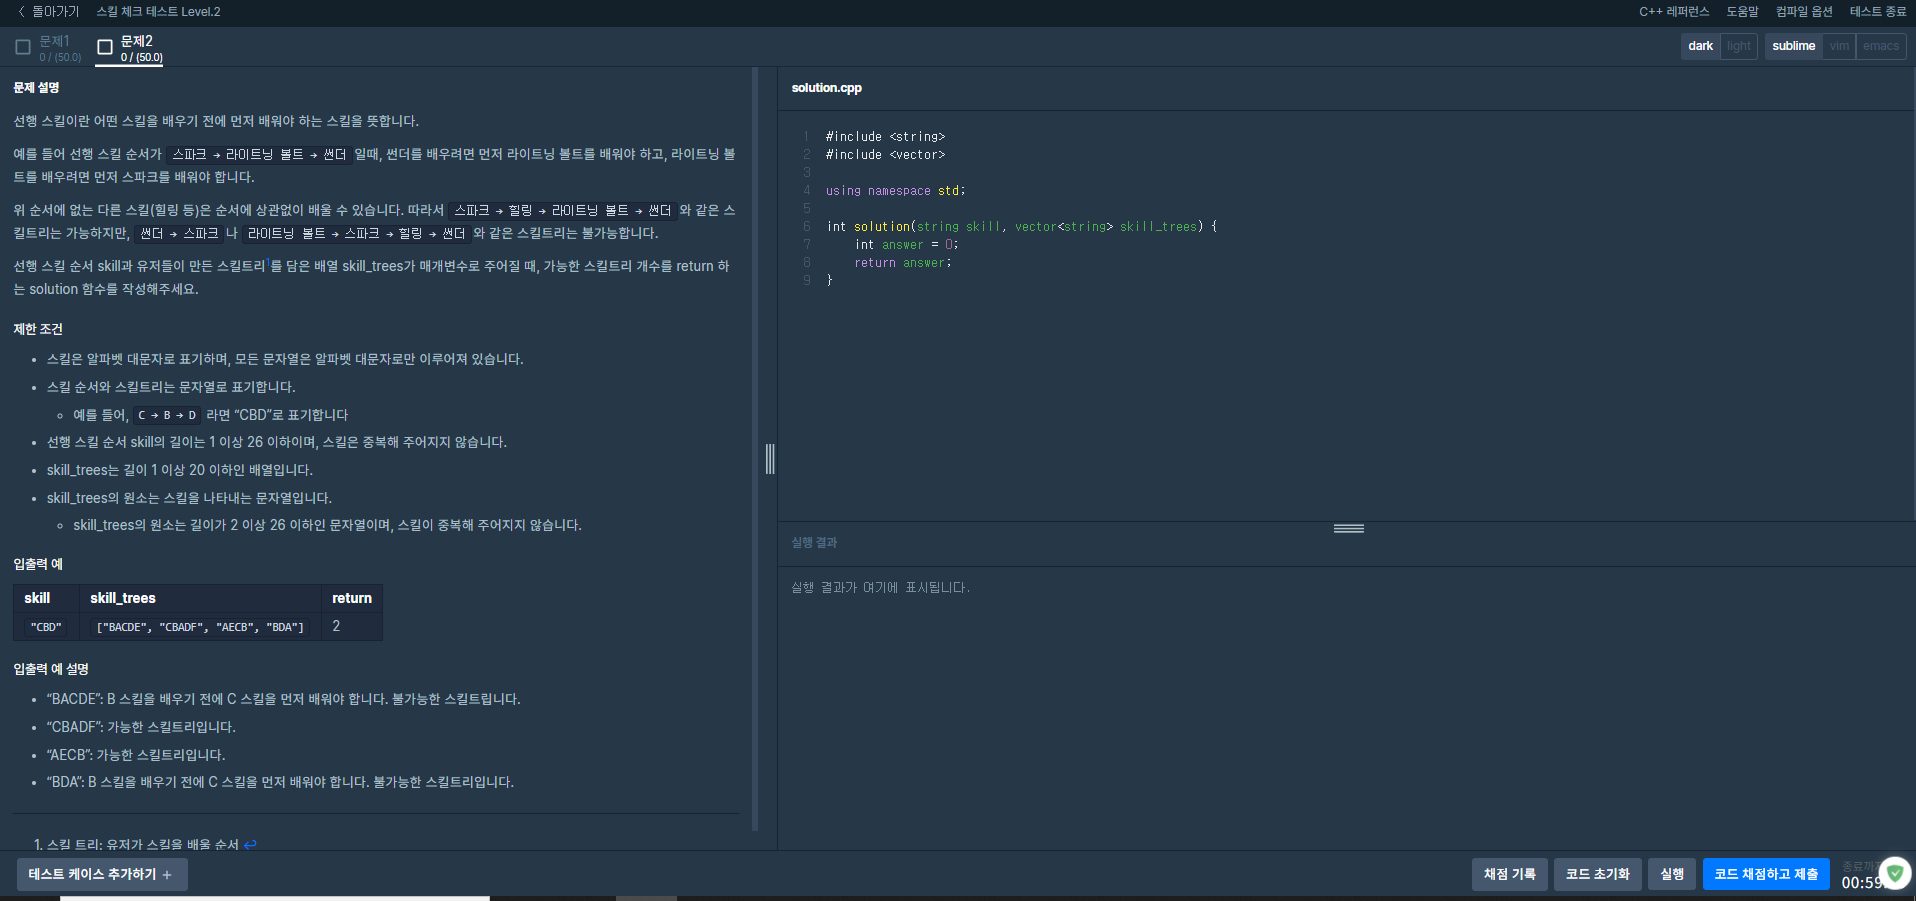 돌아가기 스킬 체크 테스트 Level.2
C++ 레퍼런스 도움말 컴파일 옵션 테스트 종료
문제1
0 / (50.0)
문제2
0 / (50.0)
dark light sublime vim emacs
문제 설명
선행 스킬이란 어떤 스킬을 배우기 전에 먼저 배워야 하는 스킬을 뜻합니다.
예를 들어 선행 스킬 순서가 스파크 → 라이트닝 볼트 → 썬더 일때, 썬더를 배우려면 먼저 라이트닝 볼트를 배워야 하고, 라이트닝 볼
트를 배우려면 먼저 스파크를 배워야 합니다.
위 순서에 없는 다른 스킬(힐링 등)은 순서에 상관없이 배울 수 있습니다. 따라서 스파크 → 힐링 → 라이트닝 볼트 → 썬더 와 같은 스
킬트리는 가능하지만, 썬더 → 스파크 나 라이트닝 볼트 → 스파크 → 힐링 → 썬더 와 같은 스킬트리는 불가능합니다.
선행 스킬 순서 skill과 유저들이 만든 스킬트리1를 담은 배열 skill_trees가 매개변수로 주어질 때, 가능한 스킬트리 개수를 return 하
는 solution 함수를 작성해주세요.
제한 조건
• 스킬은 알파벳 대문자로 표기하며, 모든 문자열은 알파벳 대문자로만 이루어져 있습니다.
• 스킬 순서와 스킬트리는 문자열로 표기합니다.
◦ 예를 들어, C → B → D 라면 “CBD”로 표기합니다
• 선행 스킬 순서 skill의 길이는 1 이상 26 이하이며, 스킬은 중복해 주어지지 않습니다.
• skill_trees는 길이 1 이상 20 이하인 배열입니다.
• skill_trees의 원소는 스킬을 나타내는 문자열입니다.
◦ skill_trees의 원소는 길이가 2 이상 26 이하인 문자열이며, 스킬이 중복해 주어지지 않습니다.
입출력 예
skill skill_trees return
"CBD" ["BACDE", "CBADF", "AECB", "BDA"] 2
입출력 예 설명
• “BACDE”: B 스킬을 배우기 전에 C 스킬을 먼저 배워야 합니다. 불가능한 스킬트립니다.
• “CBADF”: 가능한 스킬트리입니다.
• “AECB”: 가능한 스킬트리입니다.
• “BDA”: B 스킬을 배우기 전에 C 스킬을 먼저 배워야 합니다. 불가능한 스킬트리입니다.
1. 스킬 트리: 유저가 스킬을 배울 순서 ↩
solution.cpp
1 #include <string>
2 #include <vector>
3
4 using namespace std;
5
6 int solution(string skill, vector<string> skill_trees) {
7 int answer = 0;
8 return answer;
9 }
실행 결과
실행 결과가 여기에 표시됩니다.
테스트 케이스 추가하기 +
채점 기록 코드 초기화 실행 코드 채점하고 제출
종료까
00:59